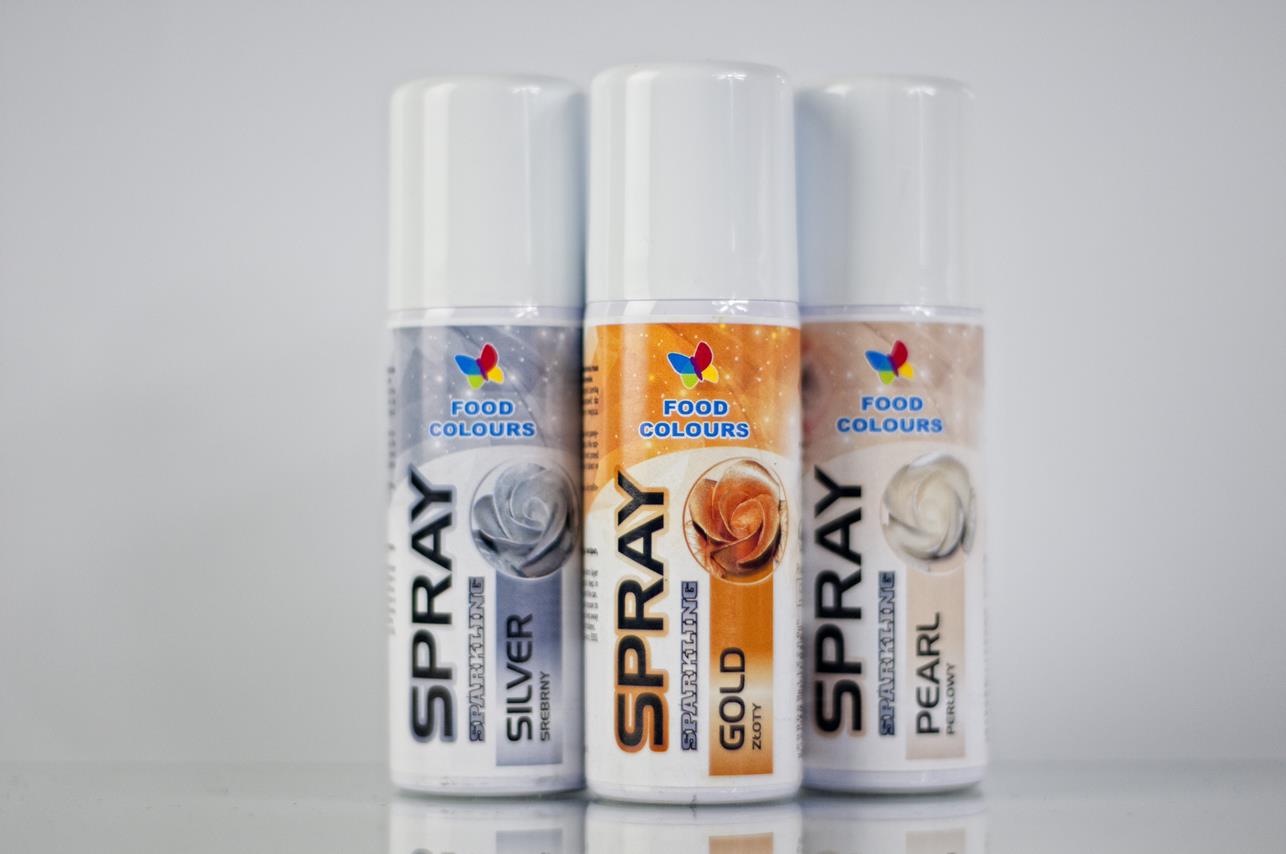 FOOD
COLOURS
SPRAY
SPARKLING
SILVER
SREBRNY
FOOD
COLOURS
SPRAY
SPARKLING
GOLD
ZŁOTY
FOOD
COLOURS
SPRAY
SPARKLING
PEARL
PERŁOWY